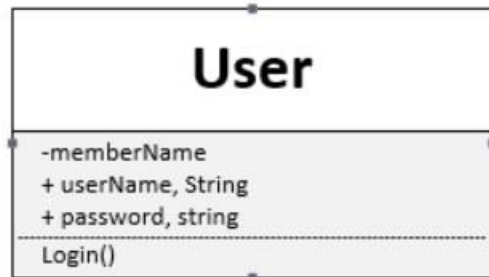 User
-memberName
+ userName, String
+ password, string
Login()